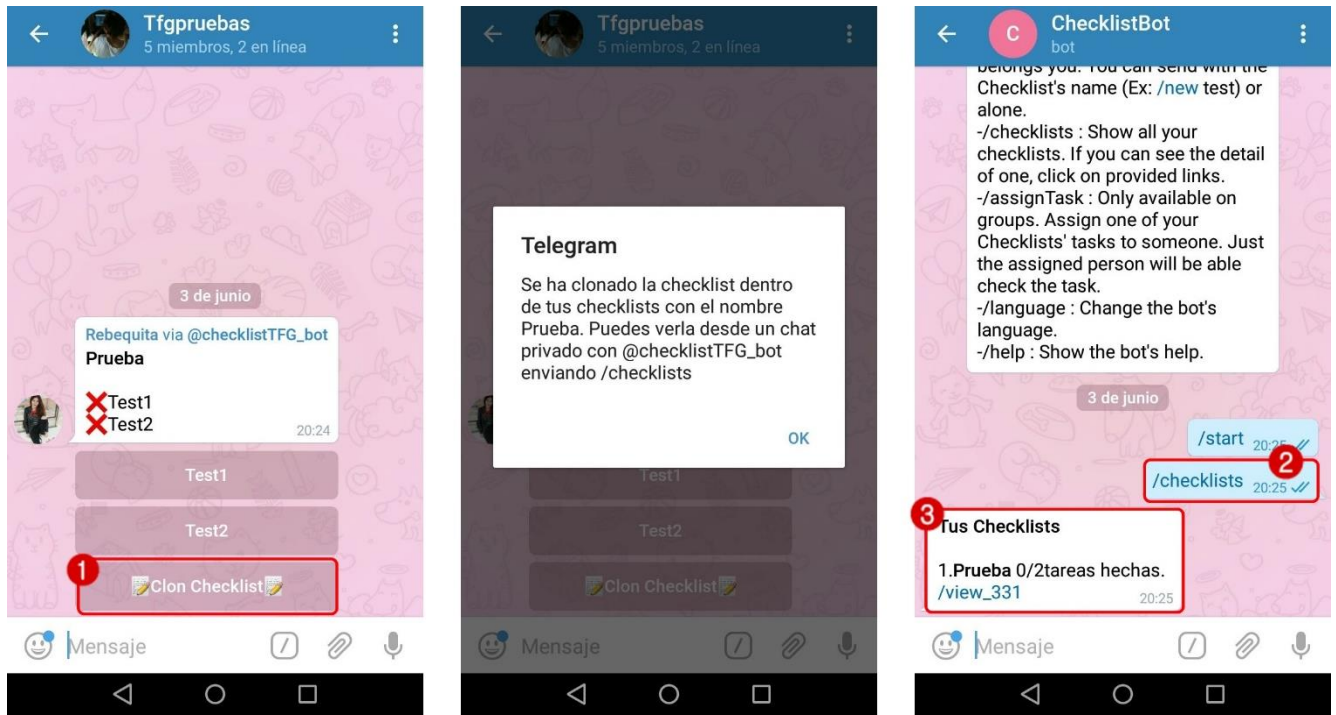 Tfgpruebas
5 miembros, 2 en línea
3 de junio
Rebequita via @checklistTFG_bot
Prueba
❌Test1
❌Test2
20:24
Test1
Test2
1
📝Clon Checklist📝
Mensaje
Tfgpruebas
5 miembros, 2 en línea
Telegram
Se ha clonado la checklist dentro
de tus checklists con el nombre
Prueba. Puedes verla desde un chat
privado con @checklistTFG_bot
enviando /checklists
OK
Test1
Test2
📝Clon Checklist📝
Mensaje
C
ChecklistBot
bot
belongs you. You can send with the
Checklist's name (Ex: /new test) or
alone.
-/checklists : Show all your
checklists. If you can see the detail
of one, click on provided links.
-/assignTask : Only available on
groups. Assign one of your
Checklists' tasks to someone. Just
the assigned person will be able
check the task.
-/language : Change the bot's
language.
-/help : Show the bot's help.
3 de junio
/start 20:25
2
/checklists 20:25
3
Tus Checklists
1.Prueba 0/2tareas hechas.
/view_331
20:25
Mensaje